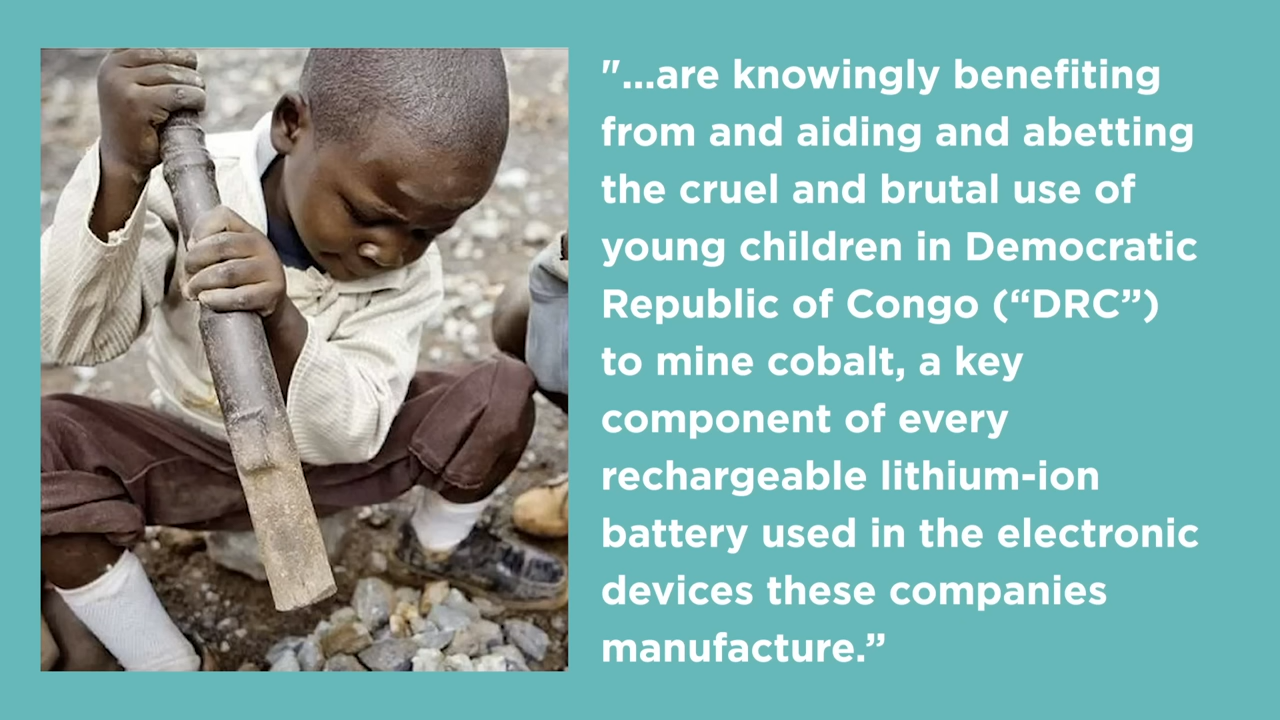 "...are knowingly benefiting
from and aiding and abetting
the cruel and brutal use of
young children in Democratic
Republic of Congo (“DRC”)
to mine cobalt, a key
component of every
rechargeable lithium-ion
battery used in the electronic
devices these companies
manufacture.”